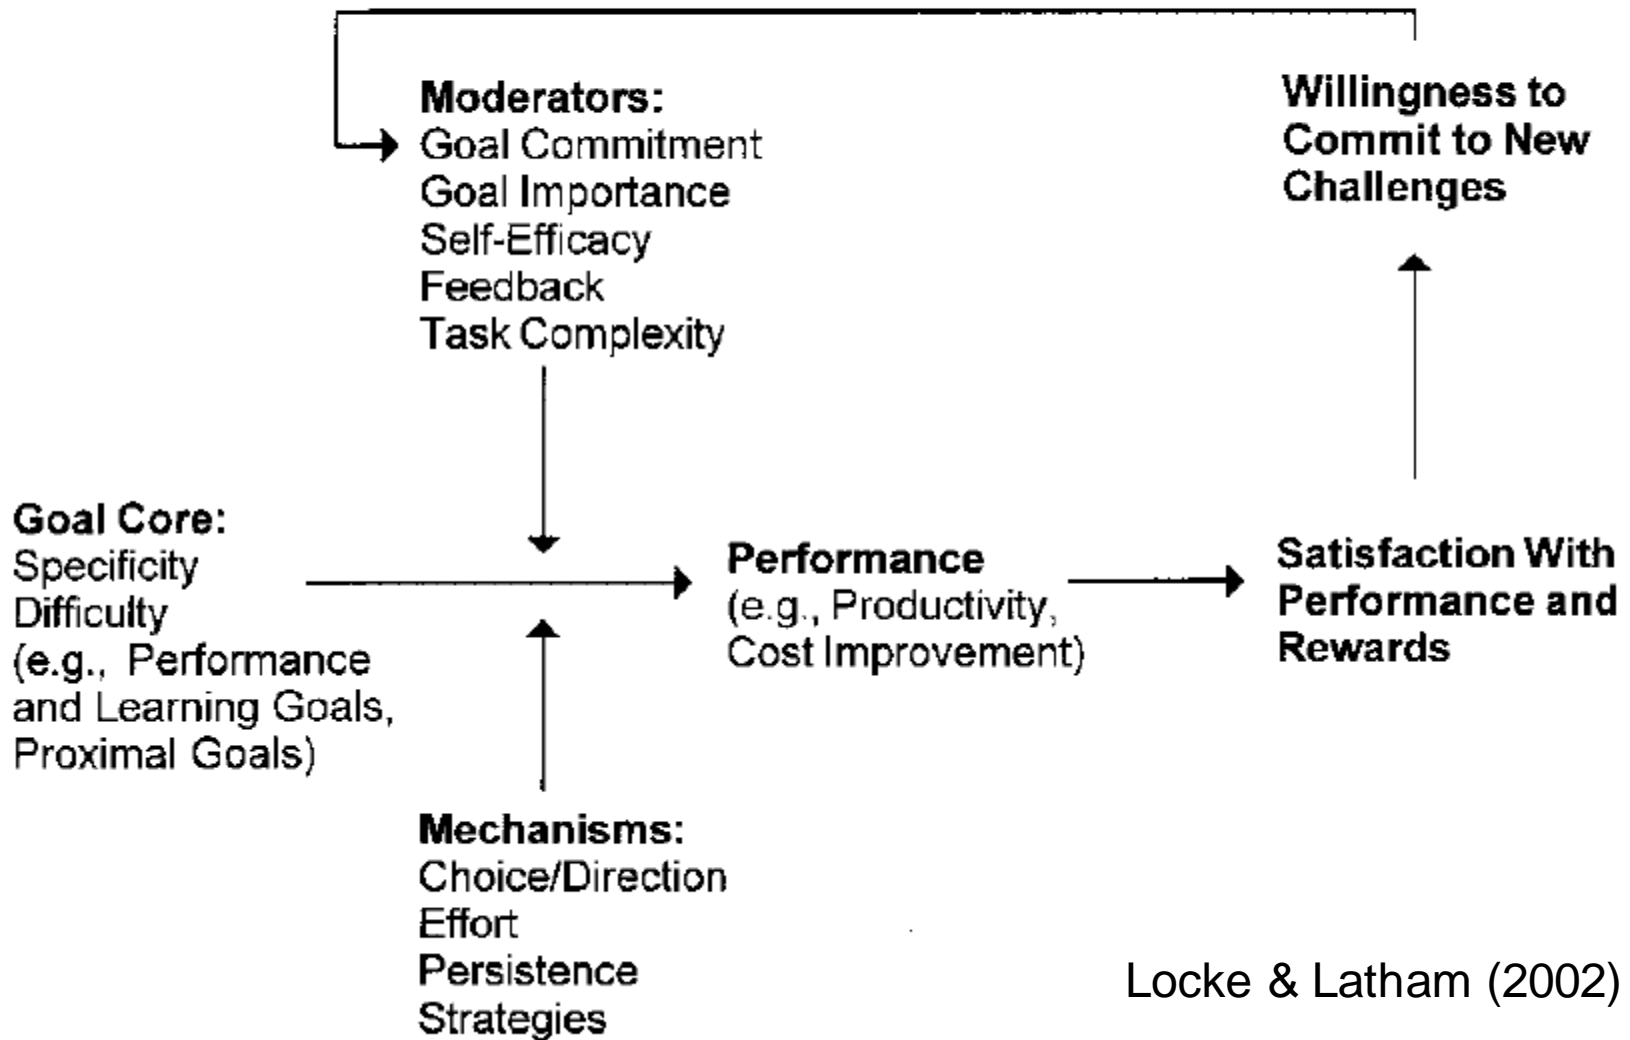 Moderators:
Goal Commitment
Goal Importance
Self-Efficacy
Feedback
Task Complexity
Willingness to
Commit to New
Challenges
Goal Core:
Specificity
Difficulty
(e.g., Performance
and Learning Goals,
Proximal Goals)
Performance
(e.g., Productivity,
Cost Improvement)
Satisfaction With
Performance and
Rewards
Mechanisms:
Choice/Direction
Effort
Persistence
Strategies
Locke & Latham (2002)